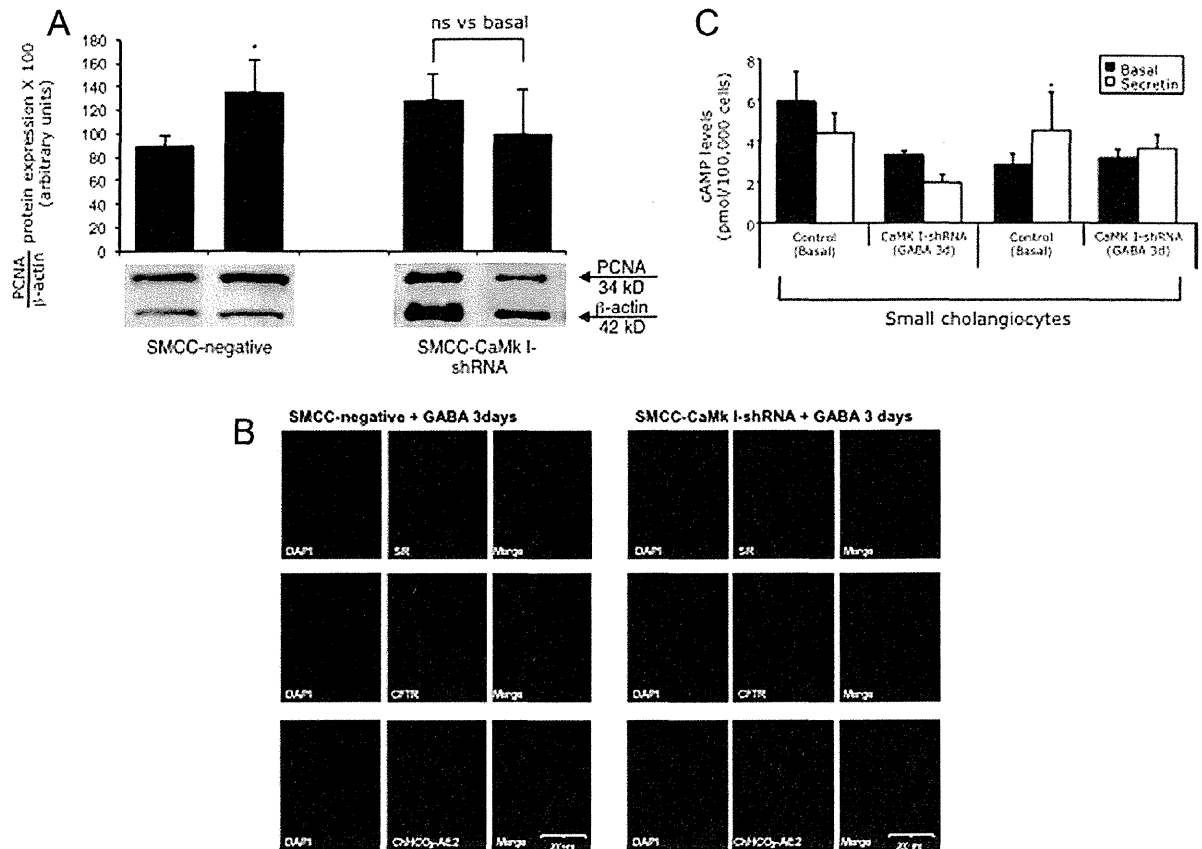 A
ns vs basal
180
160
140
120
100
80
60
40
20
0
protein expression X 100
(arbitrary units)
PCNA
β-actin
PCNA
34 kD
β-actin
42 kD
SMCC-negative
SMCC-CaMk I-
shRNA
C
8
6
4
2
0
cAMP levels
(pmol/100,000 cells)
Basal
Secretin
Control
(Basal)
CaMK I-shRNA
(GABA 3d)
Control
(Basal)
CaMK I-shRNA
(GABA 3d)
Small cholangiocytes
B
SMCC-negative + GABA 3days
SMCC-CaMk I-shRNA + GABA 3 days
DAPI
SR
Merge
DAPI
SR
Merge
DAPI
CFTR
Merge
DAPI
CFTR
Merge
DAPI
Merge
DAPI
Merge